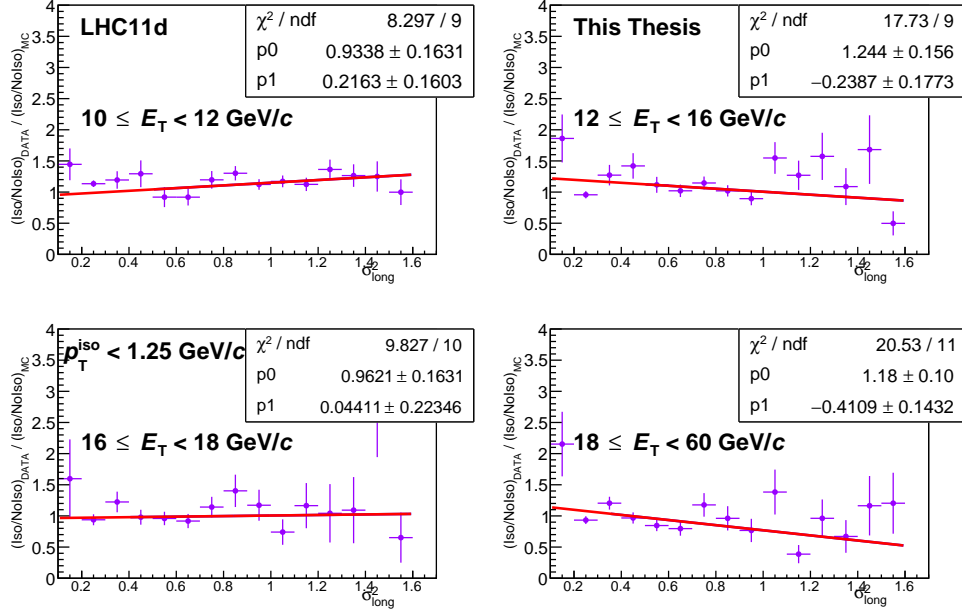 LHC11d
χ² / ndf 8.297 / 9
p0 0.9338 ± 0.1631
p1 0.2163 ± 0.1603
10 ≤ E_T < 12 GeV/c
(Iso/NoIso)_DATA / (Iso/NoIso)_MC
4
3.5
3
2.5
2
1.5
1
0.5
0
0.2 0.4 0.6 0.8 1 1.2 1.4 1.6
σ²_long
This Thesis
χ² / ndf 17.73 / 9
p0 1.244 ± 0.156
p1 −0.2387 ± 0.1773
12 ≤ E_T < 16 GeV/c
(Iso/NoIso)_DATA / (Iso/NoIso)_MC
4
3.5
3
2.5
2
1.5
1
0.5
0
0.2 0.4 0.6 0.8 1 1.2 1.4 1.6
σ²_long
p_T^iso < 1.25 GeV/c
χ² / ndf 9.827 / 10
p0 0.9621 ± 0.1631
p1 0.04411 ± 0.22346
16 ≤ E_T < 18 GeV/c
(Iso/NoIso)_DATA / (Iso/NoIso)_MC
4
3.5
3
2.5
2
1.5
1
0.5
0
0.2 0.4 0.6 0.8 1 1.2 1.4 1.6
σ²_long
χ² / ndf 20.53 / 11
p0 1.18 ± 0.10
p1 −0.4109 ± 0.1432
18 ≤ E_T < 60 GeV/c
(Iso/NoIso)_DATA / (Iso/NoIso)_MC
4
3.5
3
2.5
2
1.5
1
0.5
0
0.2 0.4 0.6 0.8 1 1.2 1.4 1.6
σ²_long